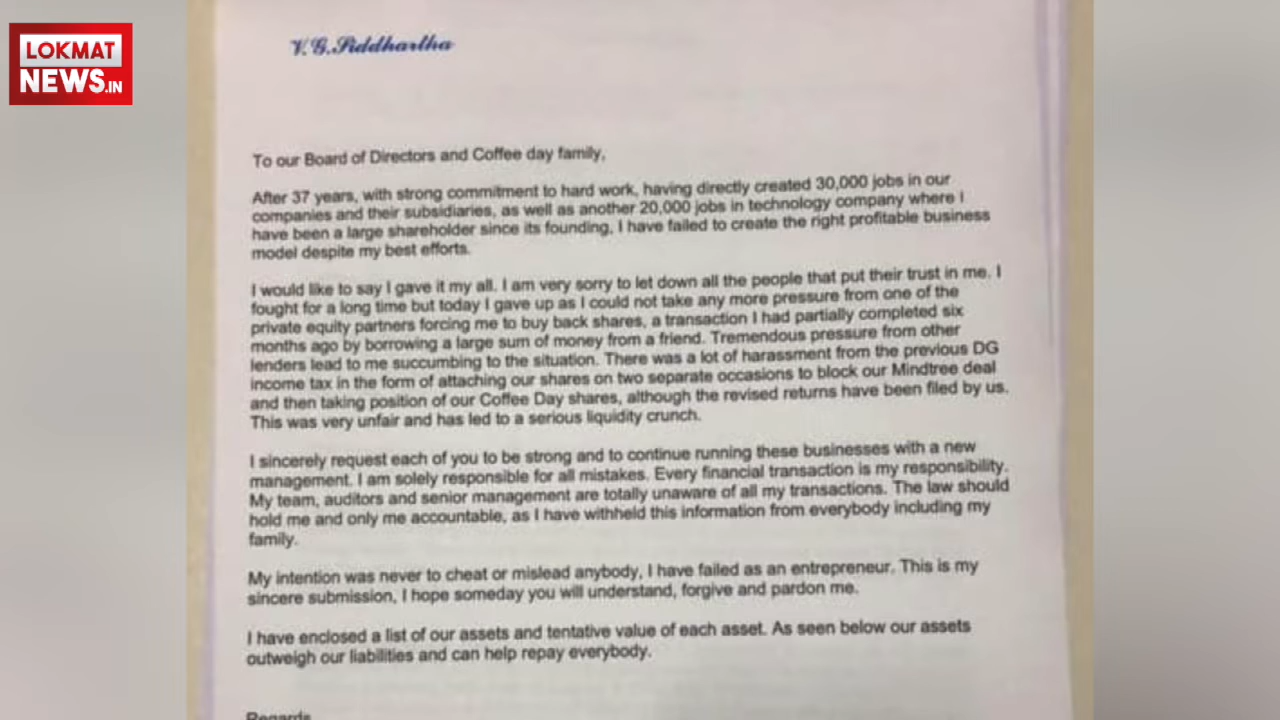 LOKMAT
NEWS.IN
V.G.Siddhartha
To our Board of Directors and Coffee day family,
After 37 years, with strong commitment to hard work, having directly created 30,000 jobs in our
companies and their subsidiaries, as well as another 20,000 jobs in technology company where I
have been a large shareholder since its founding, I have failed to create the right profitable business
model despite my best efforts.
I would like to say I gave it my all. I am very sorry to let down all the people that put their trust in me. I
fought for a long time but today I gave up as I could not take any more pressure from one of the
private equity partners forcing me to buy back shares, a transaction I had partially completed six
months ago by borrowing a large sum of money from a friend. Tremendous pressure from other
lenders lead to me succumbing to the situation. There was a lot of harassment from the previous DG
income tax in the form of attaching our shares on two separate occasions to block our Mindtree deal
and then taking position of our Coffee Day shares, although the revised returns have been filed by us.
This was very unfair and has led to a serious liquidity crunch.
I sincerely request each of you to be strong and to continue running these businesses with a new
management. I am solely responsible for all mistakes. Every financial transaction is my responsibility.
My team, auditors and senior management are totally unaware of all my transactions. The law should
hold me and only me accountable, as I have withheld this information from everybody including my
family.
My intention was never to cheat or mislead anybody, I have failed as an entrepreneur. This is my
sincere submission, I hope someday you will understand, forgive and pardon me.
I have enclosed a list of our assets and tentative value of each asset. As seen below our assets
outweigh our liabilities and can help repay everybody.
Regards